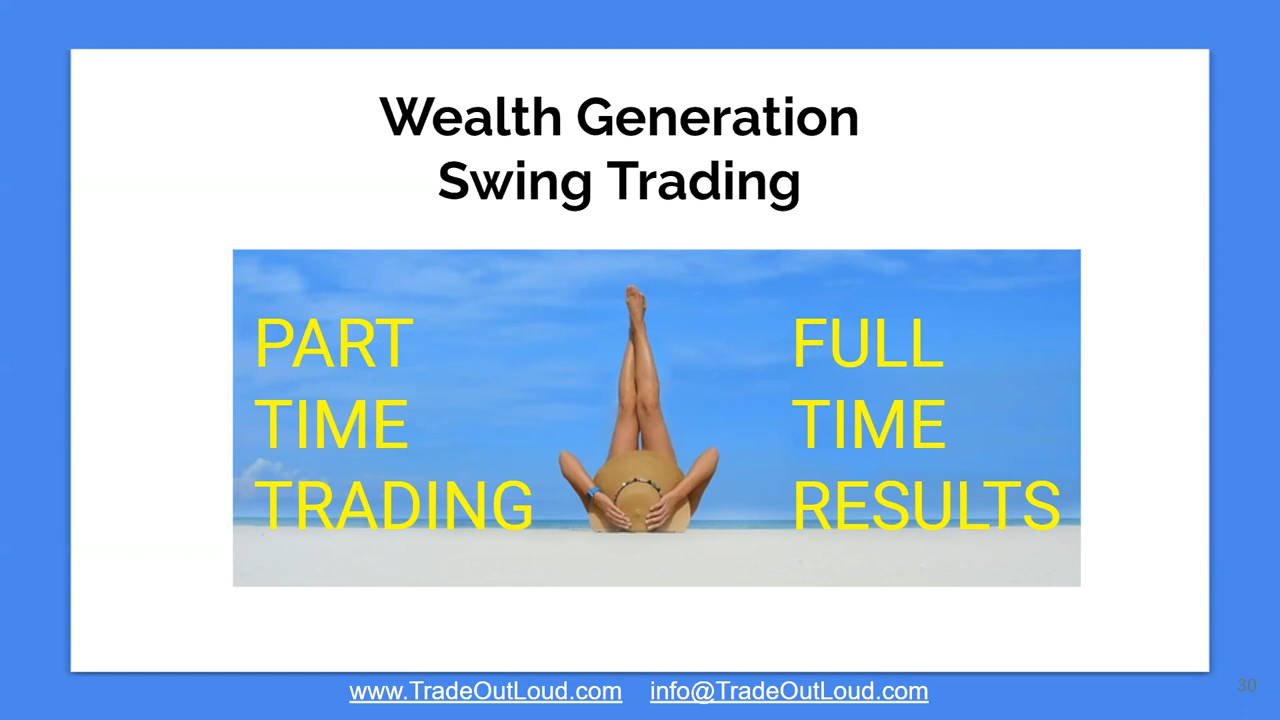 Wealth Generation
Swing Trading
PART
TIME
TRADING
FULL
TIME
RESULTS
www.TradeOutLoud.com info@TradeOutLoud.com
30